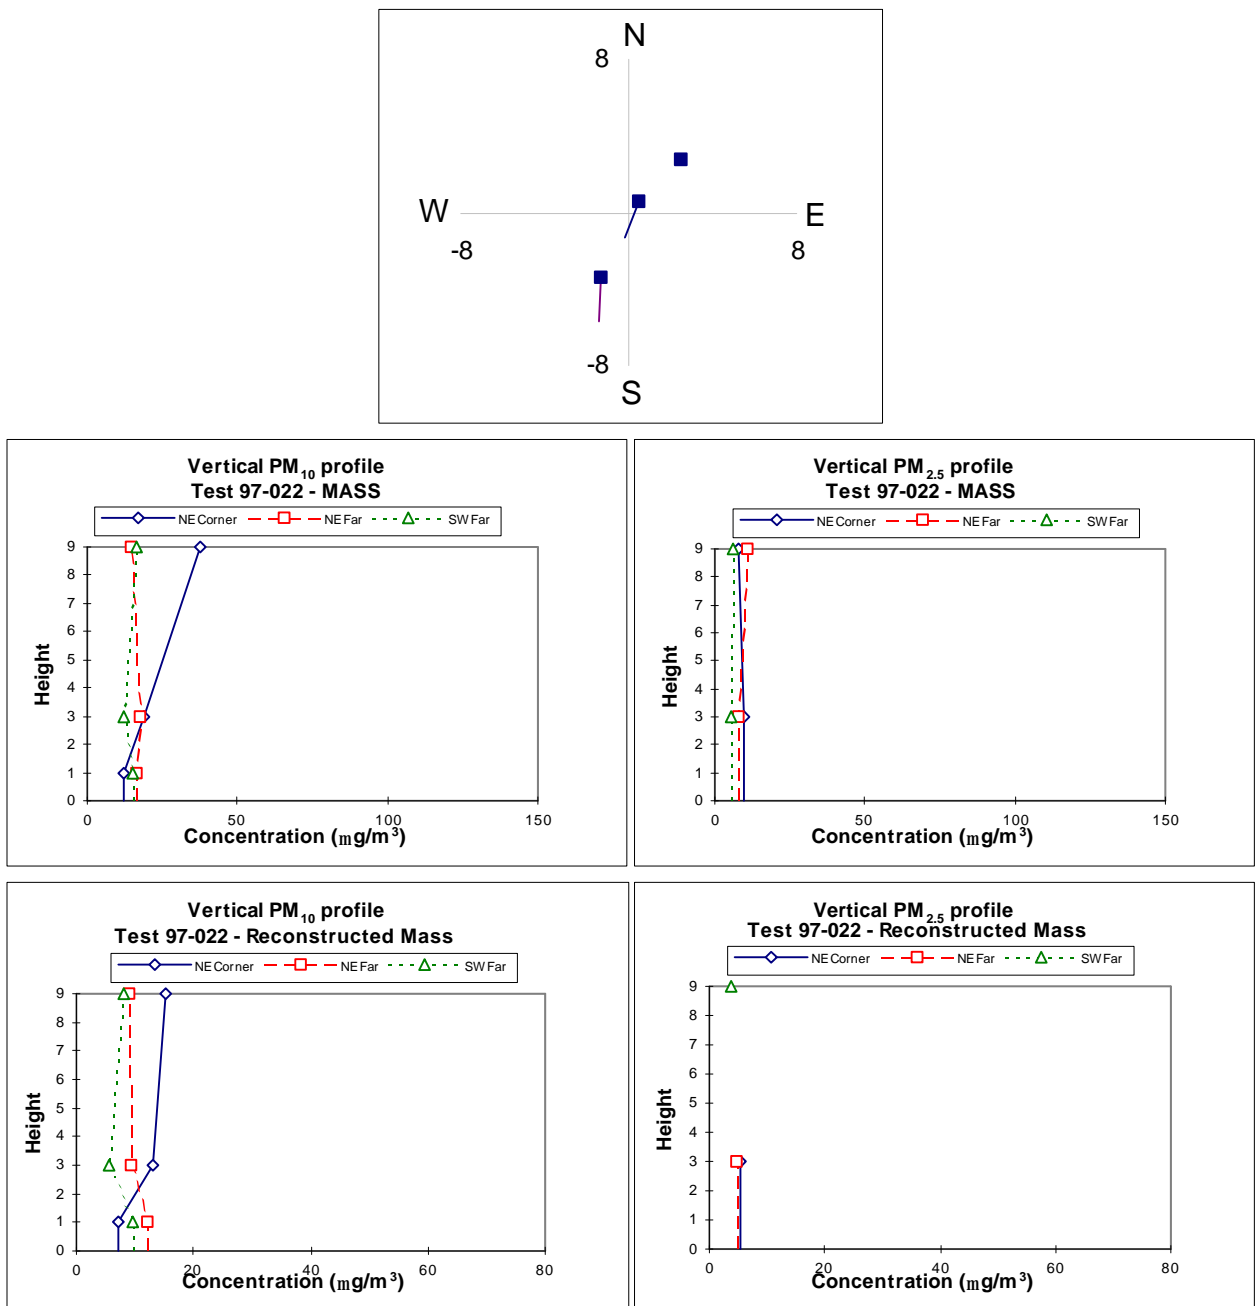 N
8
W
E
-8
8
-8
S
Vertical PM10 profile
Test 97-022 - MASS
NE Corner NE Far SW Far
9
8
7
6
5
4
3
2
1
0
Height
0 50 100 150
Concentration (mg/m³)
Vertical PM2.5 profile
Test 97-022 - MASS
NE Corner NE Far SW Far
9
8
7
6
5
4
3
2
1
0
Height
0 50 100 150
Concentration (mg/m³)
Vertical PM10 profile
Test 97-022 - Reconstructed Mass
NE Corner NE Far SW Far
9
8
7
6
5
4
3
2
1
0
Height
0 20 40 60 80
Concentration (mg/m³)
Vertical PM2.5 profile
Test 97-022 - Reconstructed Mass
NE Corner NE Far SW Far
9
8
7
6
5
4
3
2
1
0
Height
0 20 40 60 80
Concentration (mg/m³)